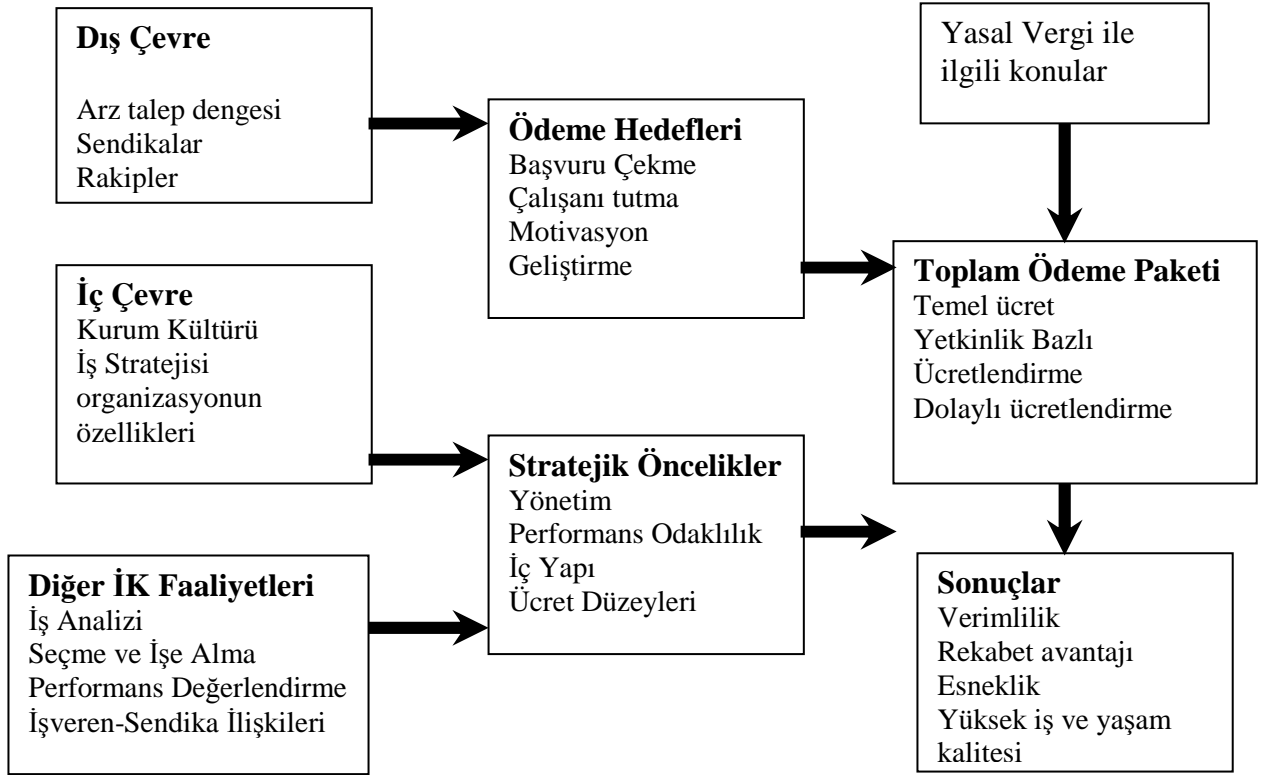 Dış Çevre
Arz talep dengesi
Sendikalar
Rakipler
İç Çevre
Kurum Kültürü
İş Stratejisi
organizasyonun
özellikleri
Diğer İK Faaliyetleri
İş Analizi
Seçme ve İşe Alma
Performans Değerlendirme
İşveren-Sendika İlişkileri
Ödeme Hedefleri
Başvuru Çekme
Çalışanı tutma
Motivasyon
Geliştirme
Stratejik Öncelikler
Yönetim
Performans Odaklılık
İç Yapı
Ücret Düzeyleri
Yasal Vergi ile
ilgili konular
Toplam Ödeme Paketi
Temel ücret
Yetkinlik Bazlı
Ücretlendirme
Dolaylı ücretlendirme
Sonuçlar
Verimlilik
Rekabet avantajı
Esneklik
Yüksek iş ve yaşam
kalitesi